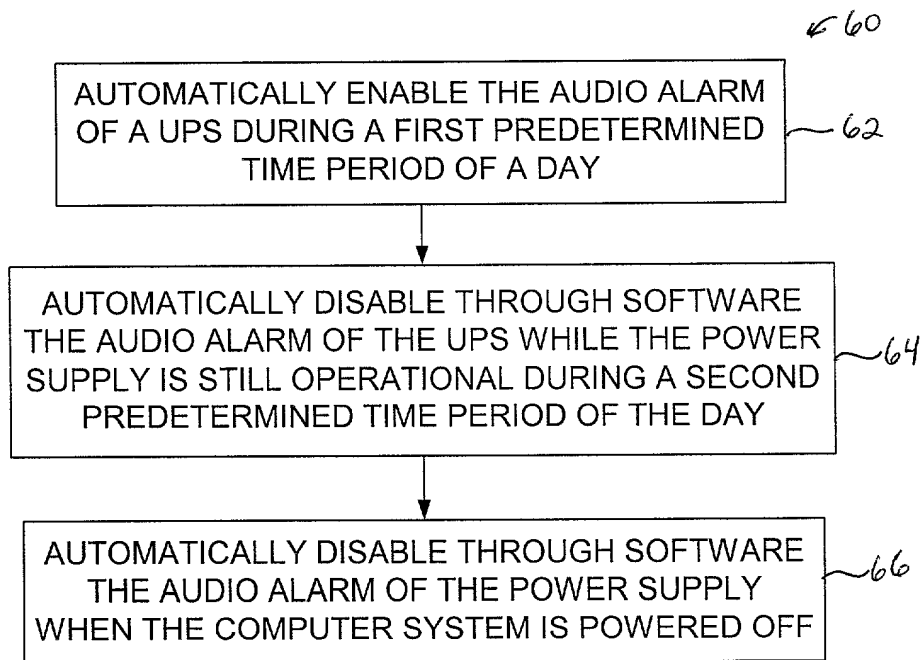 60
AUTOMATICALLY ENABLE THE AUDIO ALARM
OF A UPS DURING A FIRST PREDETERMINED
TIME PERIOD OF A DAY
62
AUTOMATICALLY DISABLE THROUGH SOFTWARE
THE AUDIO ALARM OF THE UPS WHILE THE POWER
SUPPLY IS STILL OPERATIONAL DURING A SECOND
PREDETERMINED TIME PERIOD OF THE DAY
64
AUTOMATICALLY DISABLE THROUGH SOFTWARE
THE AUDIO ALARM OF THE POWER SUPPLY
WHEN THE COMPUTER SYSTEM IS POWERED OFF
66